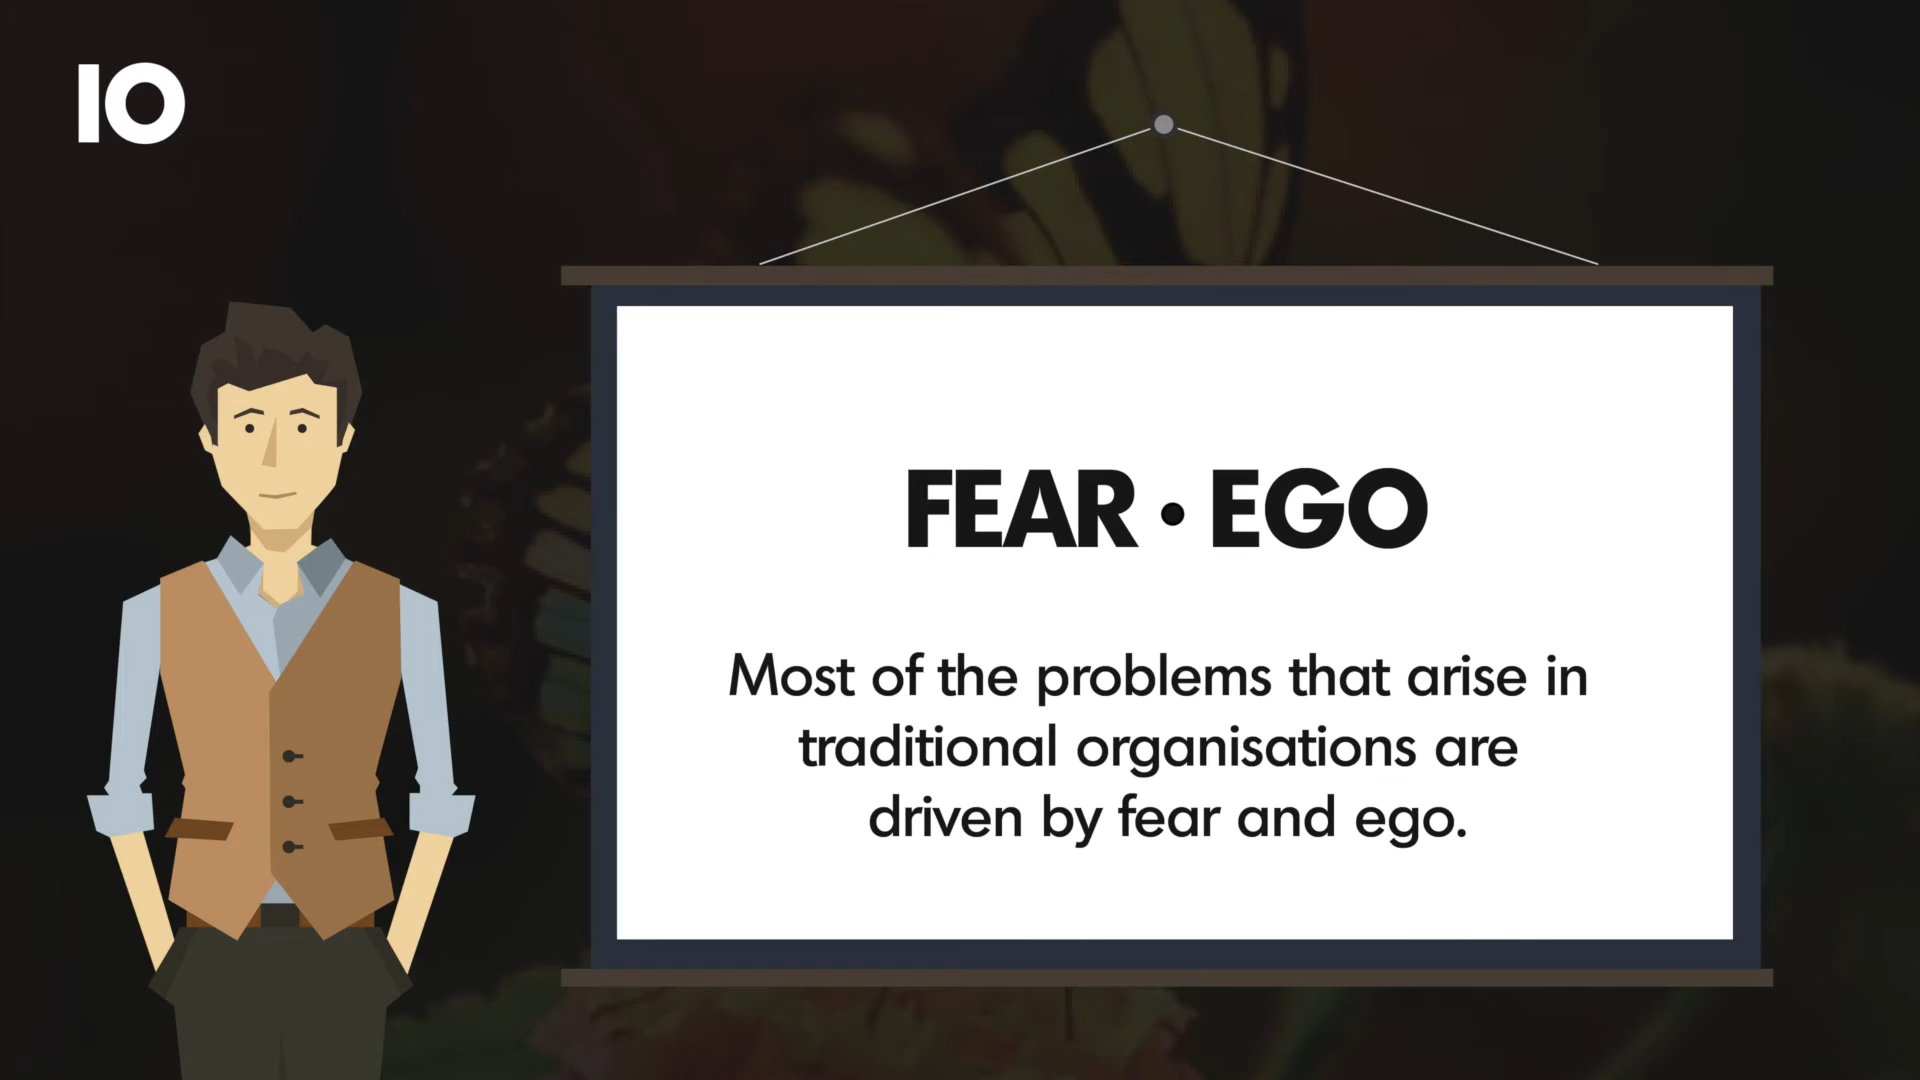 IO
FEAR • EGO
Most of the problems that arise in
traditional organisations are
driven by fear and ego.